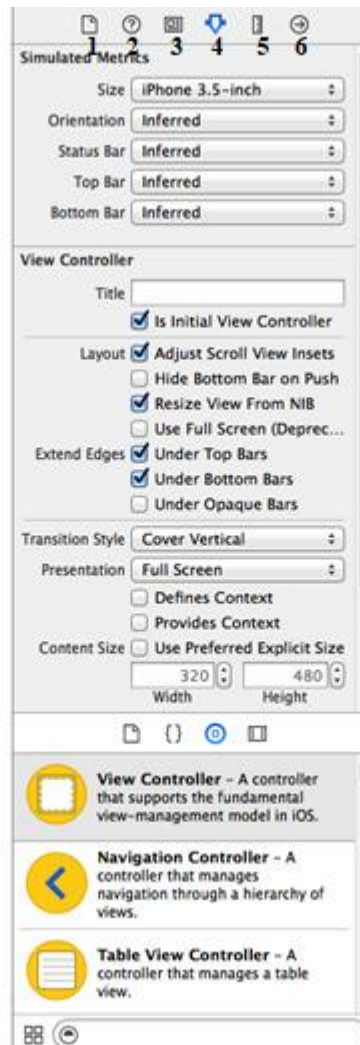 1 2 3 4 5 6
Simulated Metrics
Size iPhone 3.5-inch
Orientation Inferred
Status Bar Inferred
Top Bar Inferred
Bottom Bar Inferred
View Controller
Title
Is Initial View Controller
Layout Adjust Scroll View Insets
Hide Bottom Bar on Push
Resize View From NIB
Use Full Screen (Deprec...
Extend Edges Under Top Bars
Under Bottom Bars
Under Opaque Bars
Transition Style Cover Vertical
Presentation Full Screen
Defines Context
Provides Context
Content Size Use Preferred Explicit Size
320 480
Width Height
{}
View Controller - A controller
that supports the fundamental
view-management model in iOS.
Navigation Controller - A
controller that manages
navigation through a hierarchy of
views.
Table View Controller - A
controller that manages a table
view.